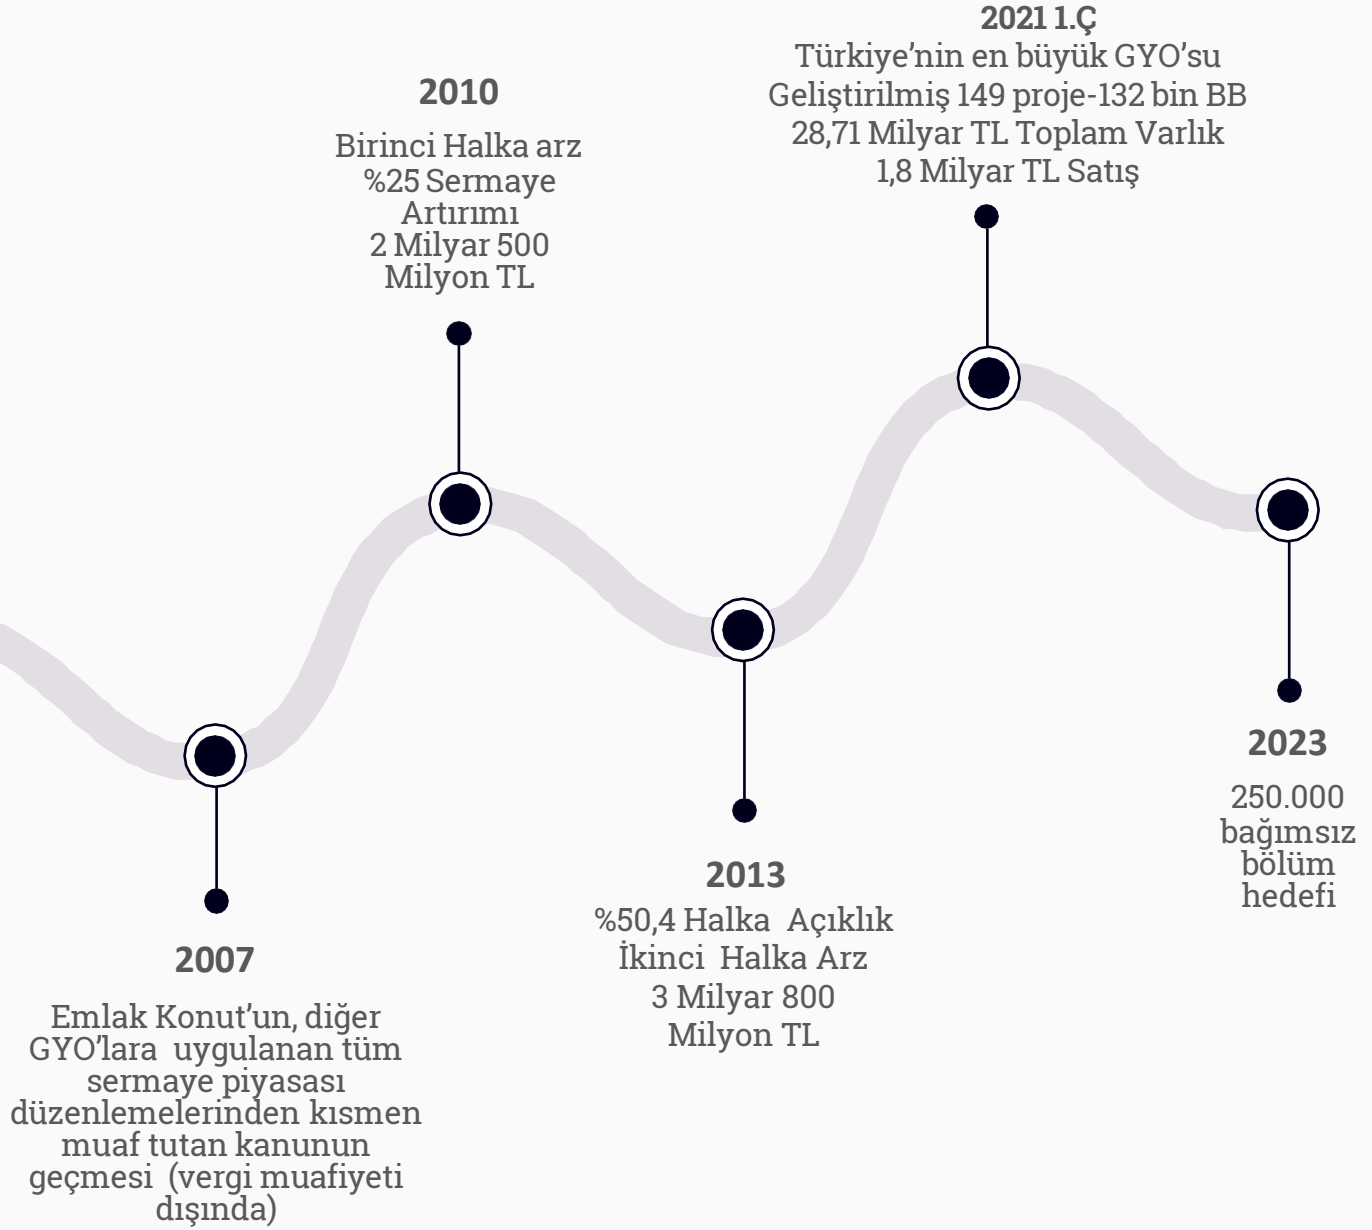 2007
Emlak Konut’un, diğer
GYO’lara uygulanan tüm
sermaye piyasası
düzenlemelerinden kısmen
muaf tutan kanunun
geçmesi (vergi muafiyeti
dışında)
2010
Birinci Halka arz
%25 Sermaye
Artırımı
2 Milyar 500
Milyon TL
2013
%50,4 Halka Açıklık
İkinci Halka Arz
3 Milyar 800
Milyon TL
2021 1.Ç
Türkiye’nin en büyük GYO’su
Geliştirilmiş 149 proje-132 bin BB
28,71 Milyar TL Toplam Varlık
1,8 Milyar TL Satış
2023
250.000
bağımsız
bölüm
hedefi